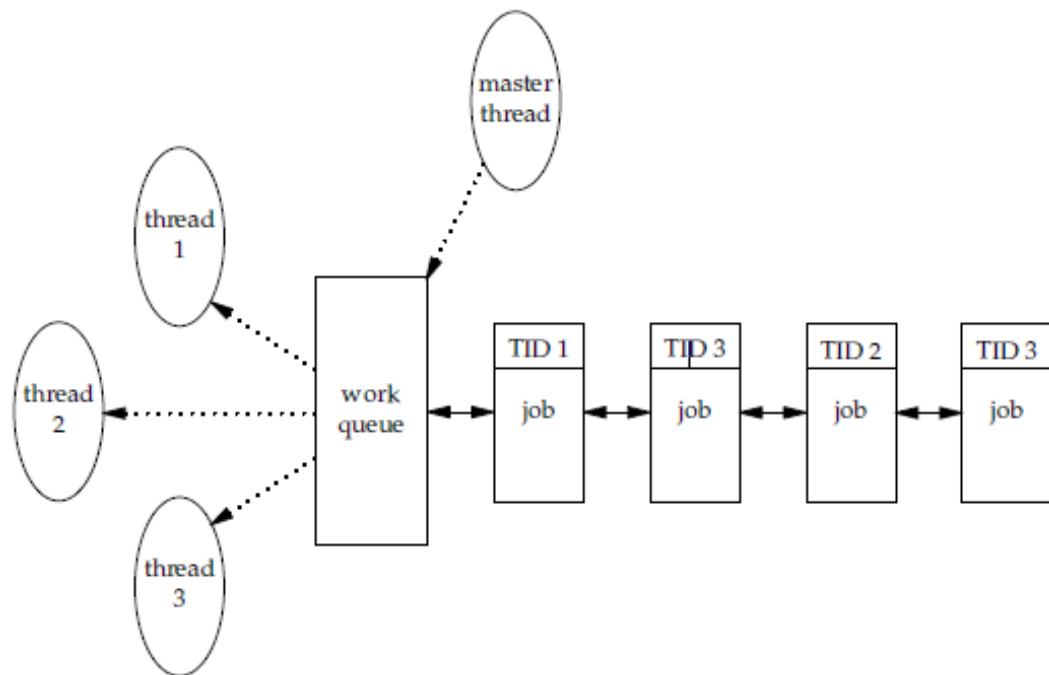 master
thread
thread
1
thread
2
thread
3
work
queue
TID 1
job
TID 3
job
TID 2
job
TID 3
job